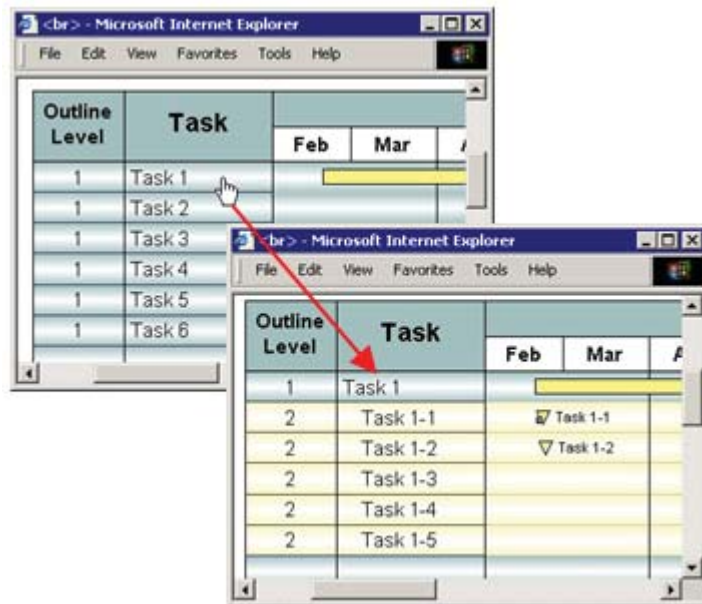 <br> - Microsoft Internet Explorer
File Edit View Favorites Tools Help
Outline Level Task
Feb Mar A
1 Task 1
1 Task 2
1 Task 3
1 Task 4
1 Task 5
1 Task 6
<br> - Microsoft Internet Explorer
File Edit View Favorites Tools Help
Outline Level Task
Feb Mar A
1 Task 1
2 Task 1-1 Task 1-1
2 Task 1-2 Task 1-2
2 Task 1-3
2 Task 1-4
2 Task 1-5